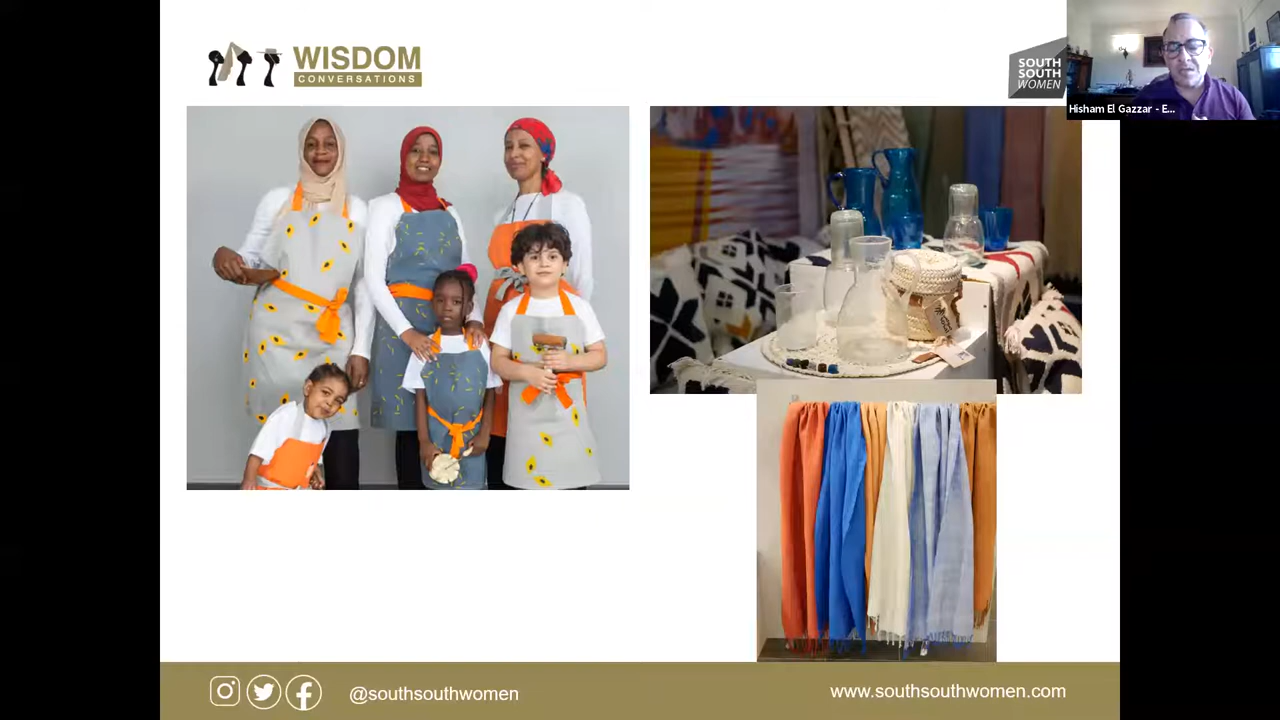 WISDOM
CONVERSATIONS
SOUTH
SOUTH
WOMEN
Hisham El Gazzar - E...
@southsouthwomen
www.southsouthwomen.com